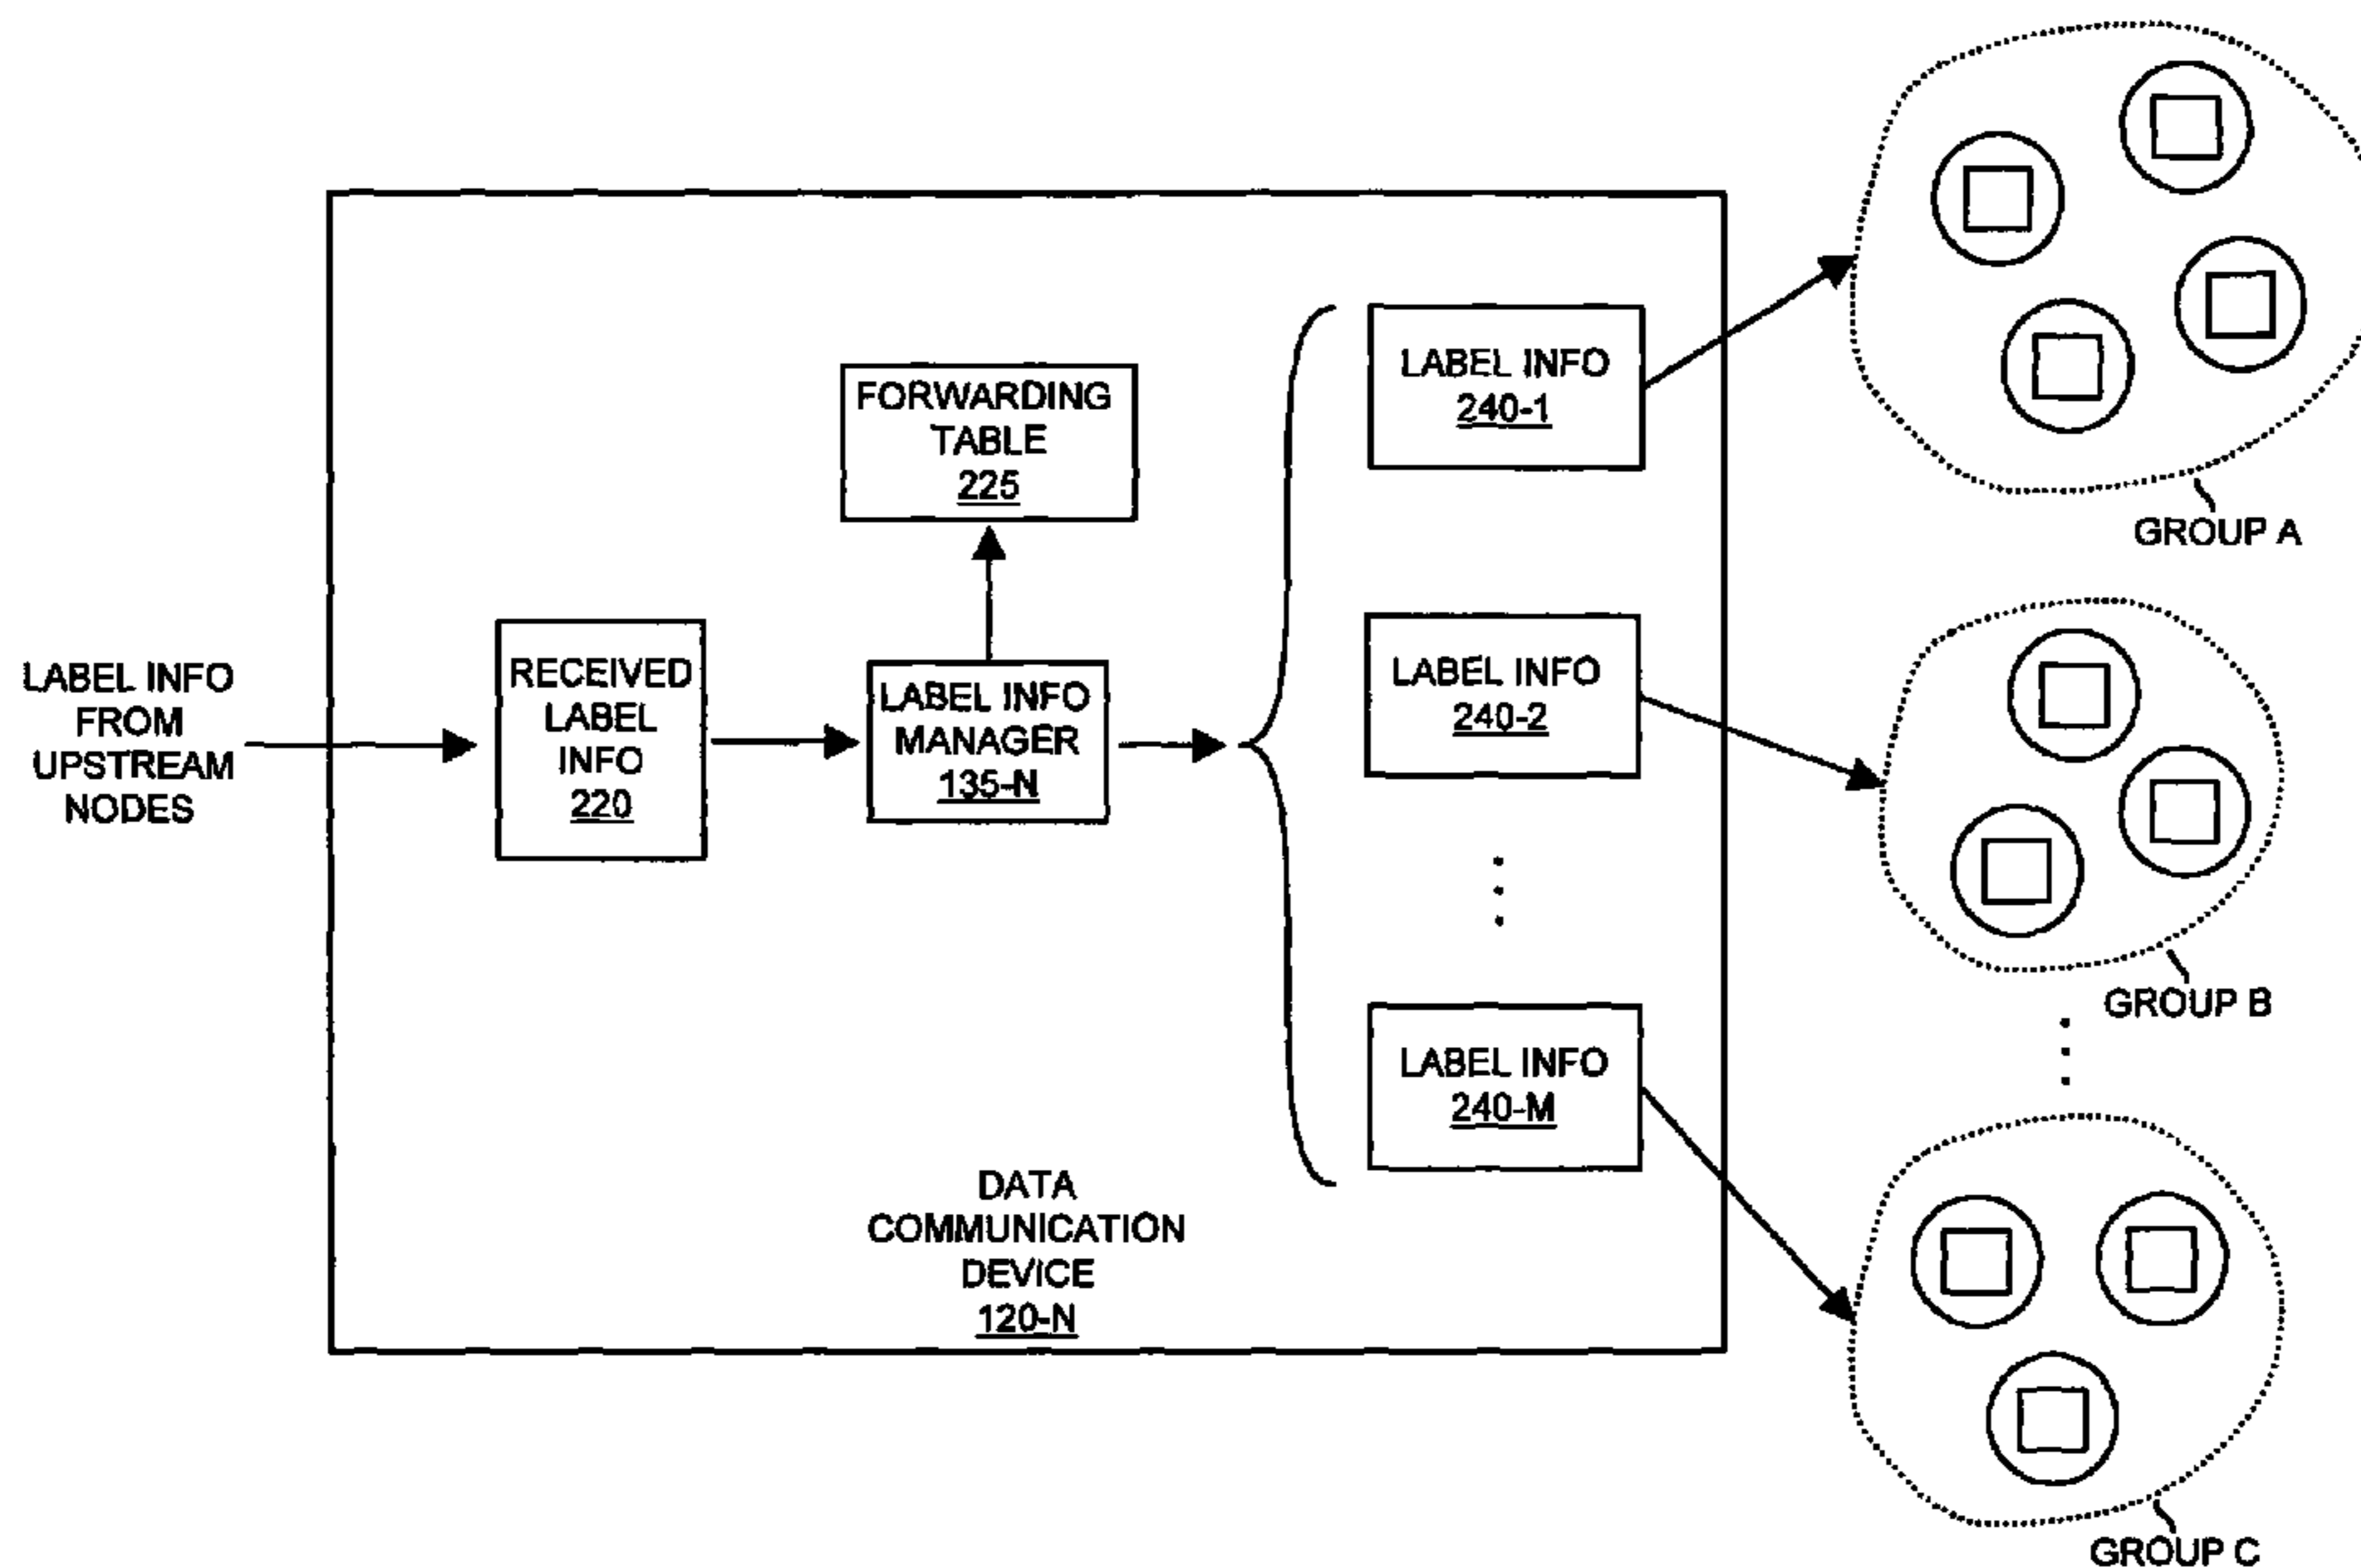 LABEL INFO
FROM
UPSTREAM
NODES
RECEIVED
LABEL
INFO
220
FORWARDING
TABLE
225
LABEL INFO
MANAGER
135-N
LABEL INFO
240-1
LABEL INFO
240-2
LABEL INFO
240-M
DATA
COMMUNICATION
DEVICE
120-N
GROUP A
GROUP B
GROUP C